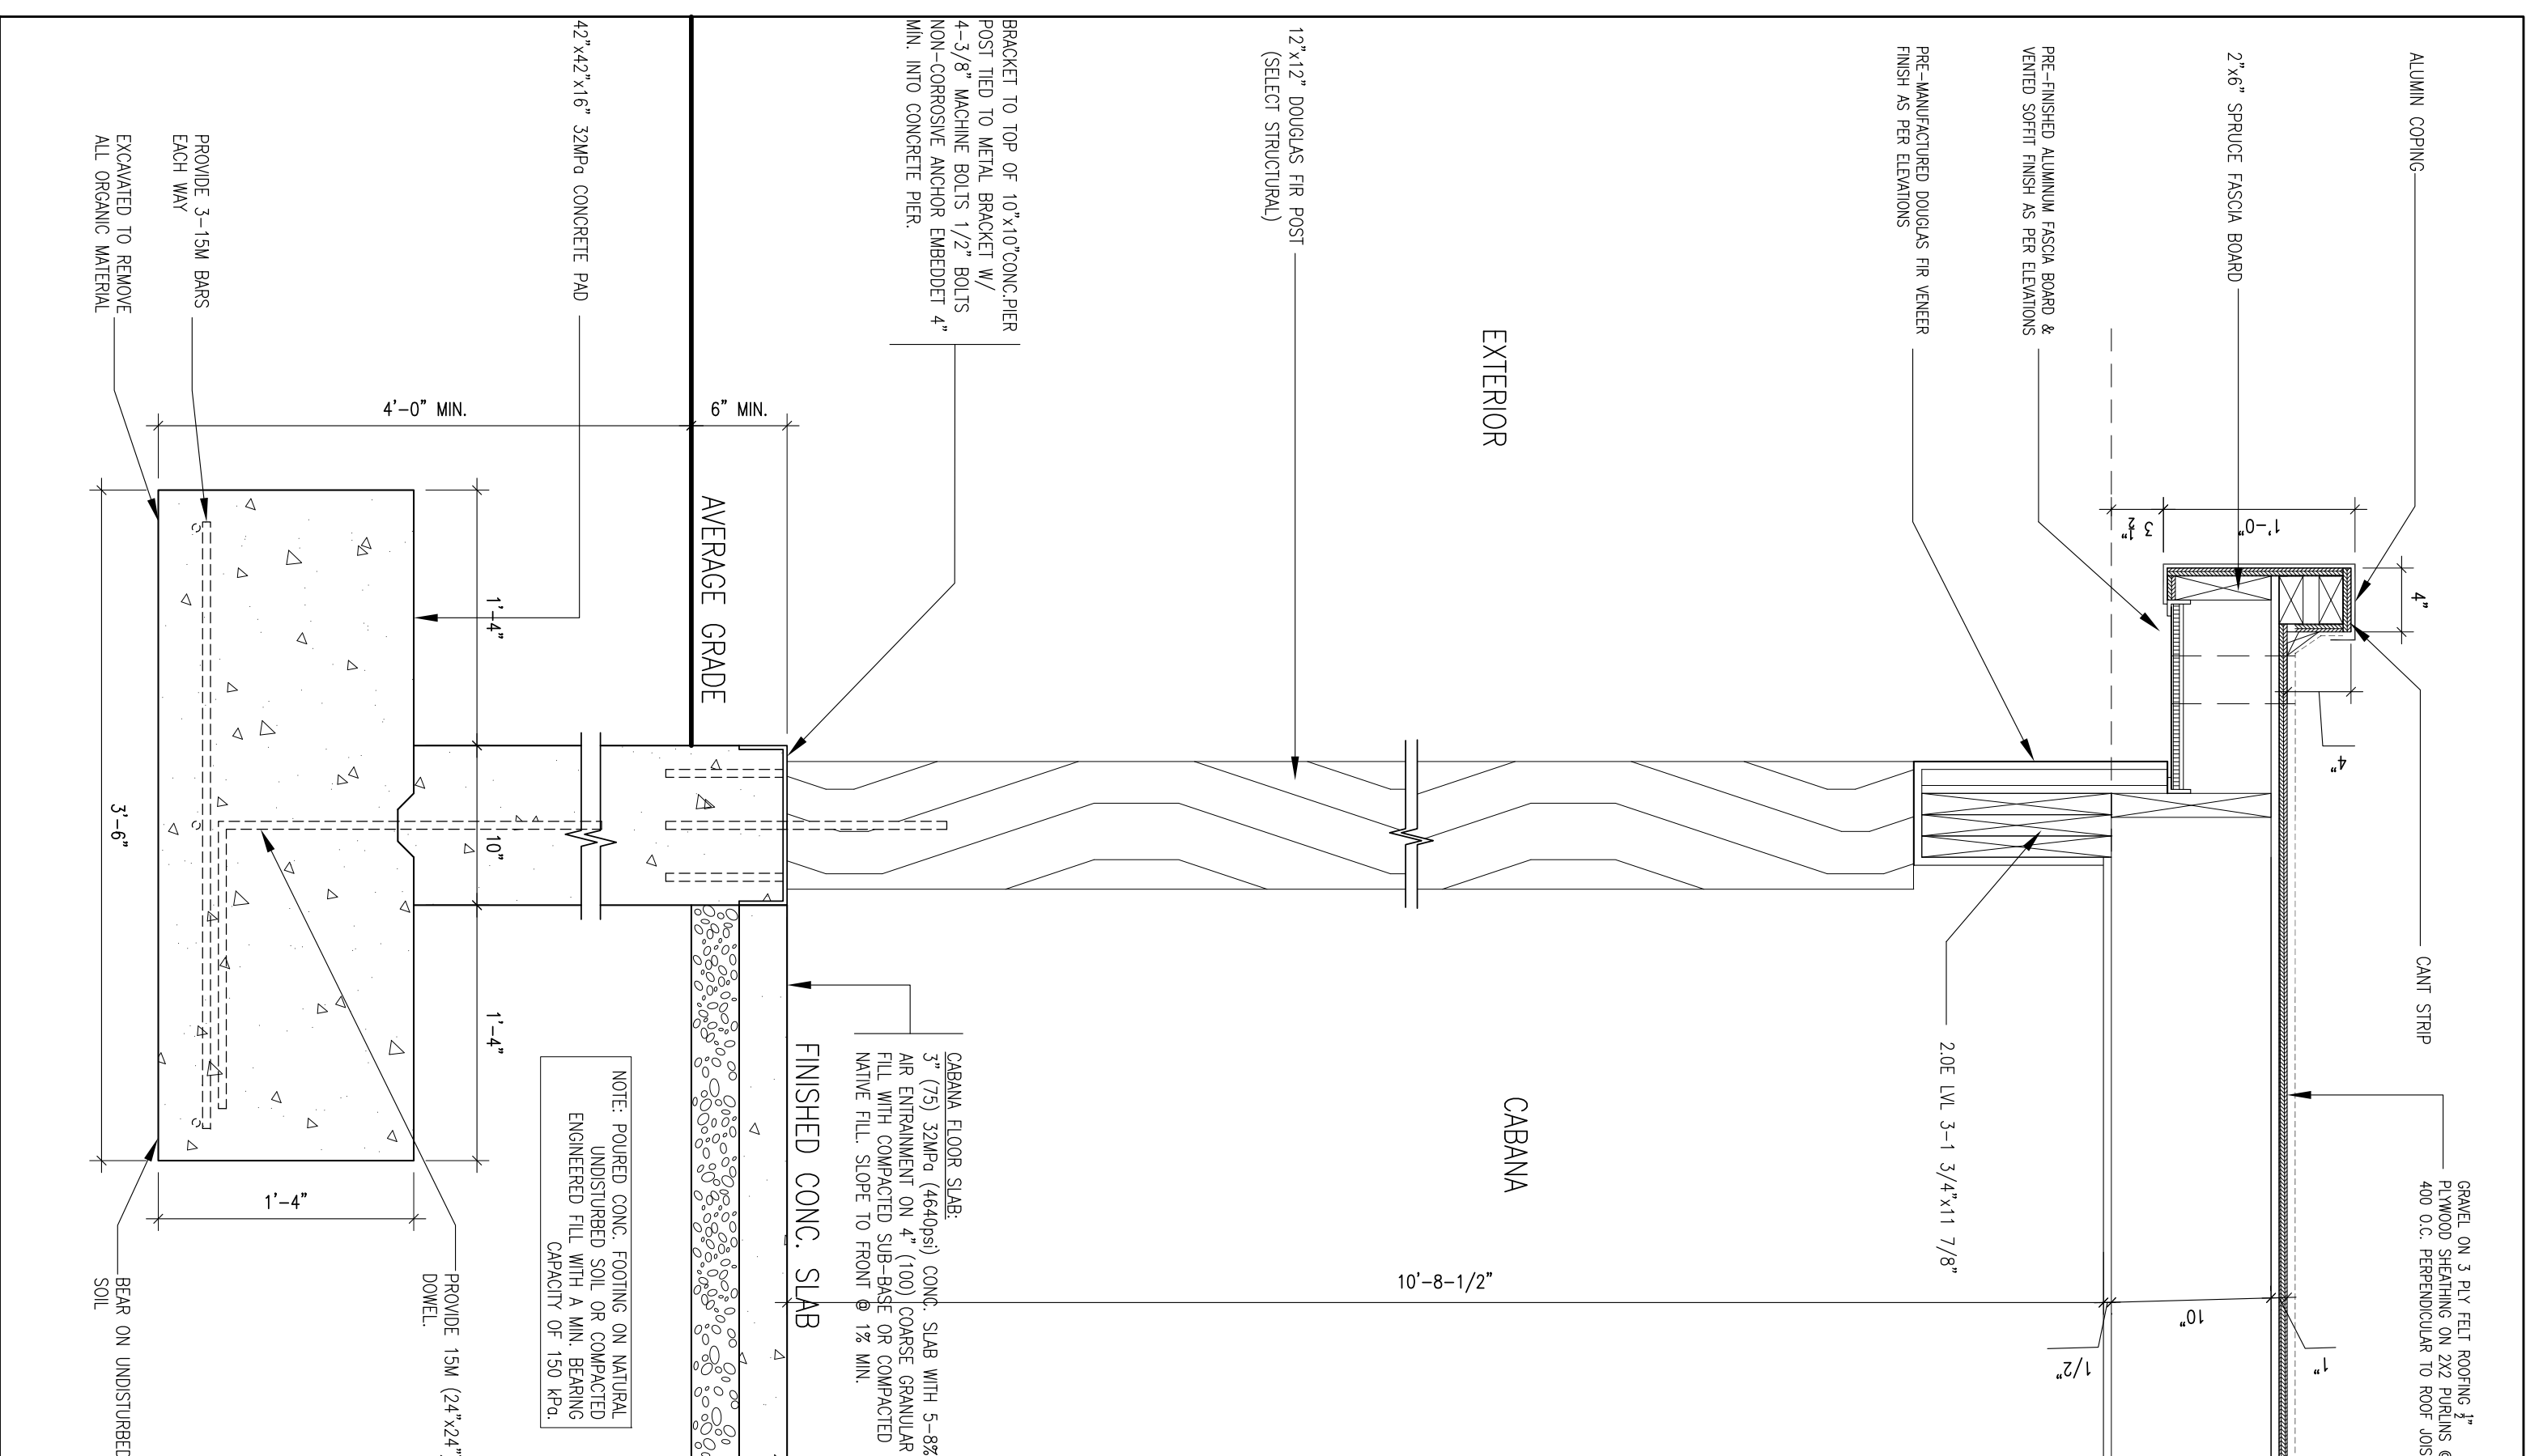 ALUMIN COPING
2"x6" SPRUCE FASCIA BOARD
PRE-FINISHED ALUMINUM FASCIA BOARD &
VENTED SOFFIT FINISH AS PER ELEVATIONS
PRE-MANUFACTURED DOUGLAS FIR VENEER
FINISH AS PER ELEVATIONS
12"x12" DOUGLAS FIR POST
(SELECT STRUCTURAL)
BRACKET TO TOP OF 10"x10"CONC.PIER
POST TIED TO METAL BRACKET W/
4-3/8" MACHINE BOLTS 1/2" BOLTS
NON-CORROSIVE ANCHOR EMBEDDET 4"
MIN. INTO CONCRETE PIER.
42"x42"x16" 32MPa CONCRETE PAD
PROVIDE 3-15M BARS
EACH WAY
EXCAVATED TO REMOVE
ALL ORGANIC MATERIAL
EXTERIOR
1'-0"
3 1/2"
4"
4"
6" MIN.
4'-0" MIN.
AVERAGE GRADE
1'-4"
10"
1'-4"
3'-6"
1'-4"
CANT STRIP
GRAVEL ON 3 PLY FELT ROOFING 1/2"
PLYWOOD SHEATHING ON 2X2 PURLINS @
400 O.C. PERPENDICULAR TO ROOF JOIS
2.0E LVL 3-1 3/4"x11 7/8"
CABANA
10'-8-1/2"
10"
1"
1/2"
CABANA FLOOR SLAB:
3" (75) 32MPa (4640psi) CONC. SLAB WITH 5-8%
AIR ENTRAINMENT ON 4" (100) COARSE GRANULAR
FILL WITH COMPACTED SUB-BASE OR COMPACTED
NATIVE FILL. SLOPE TO FRONT @ 1% MIN.
FINISHED CONC. SLAB
NOTE: POURED CONC. FOOTING ON NATURAL
UNDISTURBED SOIL OR COMPACTED
ENGINEERED FILL WITH A MIN. BEARING
CAPACITY OF 150 kPa.
PROVIDE 15M (24"x24"
DOWEL.
BEAR ON UNDISTURBED
SOIL